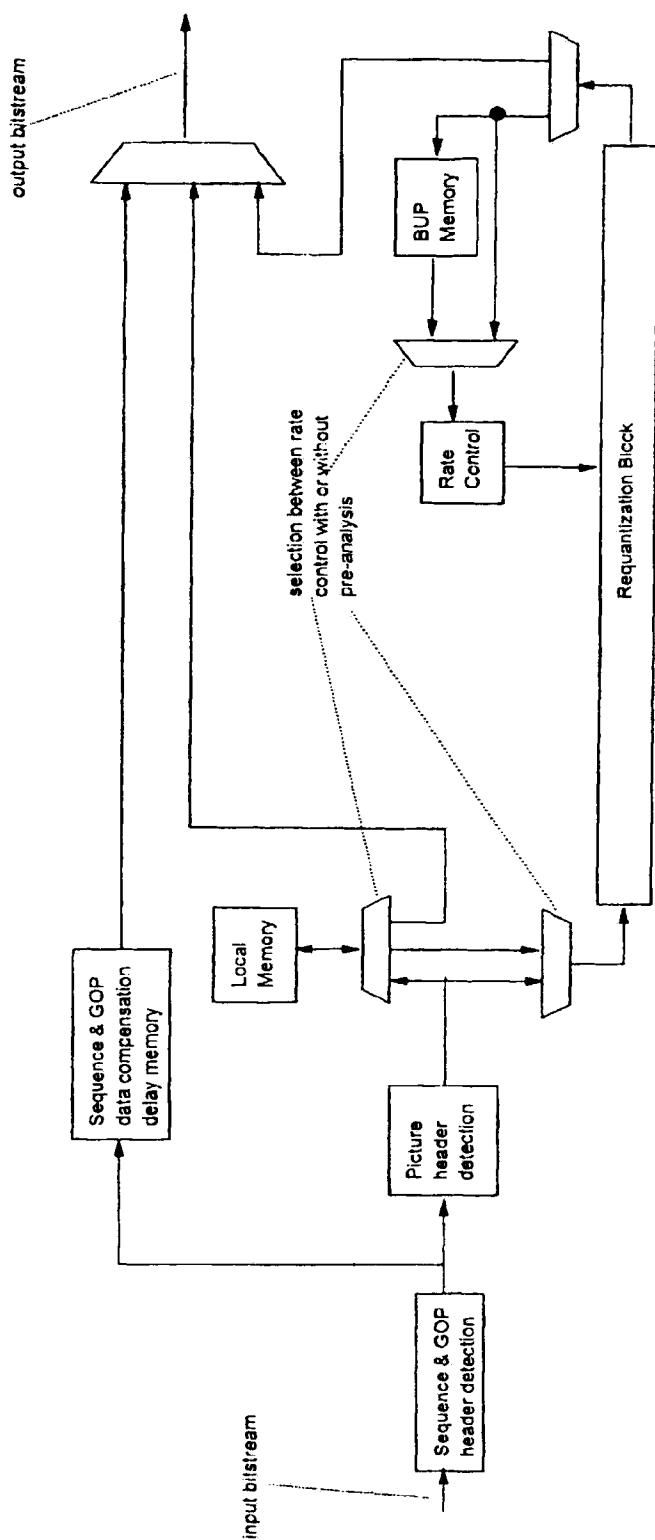 input bitstream
Sequence & GOP
header detection
Sequence & GOP
data compensation
delay memory
Picture
header
detection
Local
Memory
selection between rate
control with or without
pre-analysis
Rate
Control
BUP
Memory
Requantization Block
output bitstream